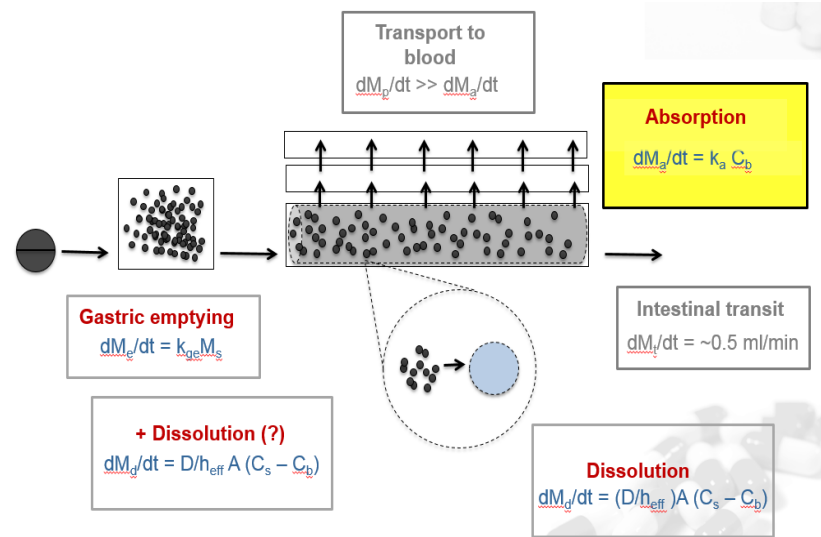 Transport to
blood
dMp/dt >> dMa/dt
Absorption
dMa/dt = ka Cb
Gastric emptying
dMe/dt = kgeMs
Intestinal transit
dMi/dt = ~0.5 ml/min
+ Dissolution (?)
dMd/dt = D/heff A (Cs – Cb)
Dissolution
dMd/dt = (D/heff )A (Cs – Cb)